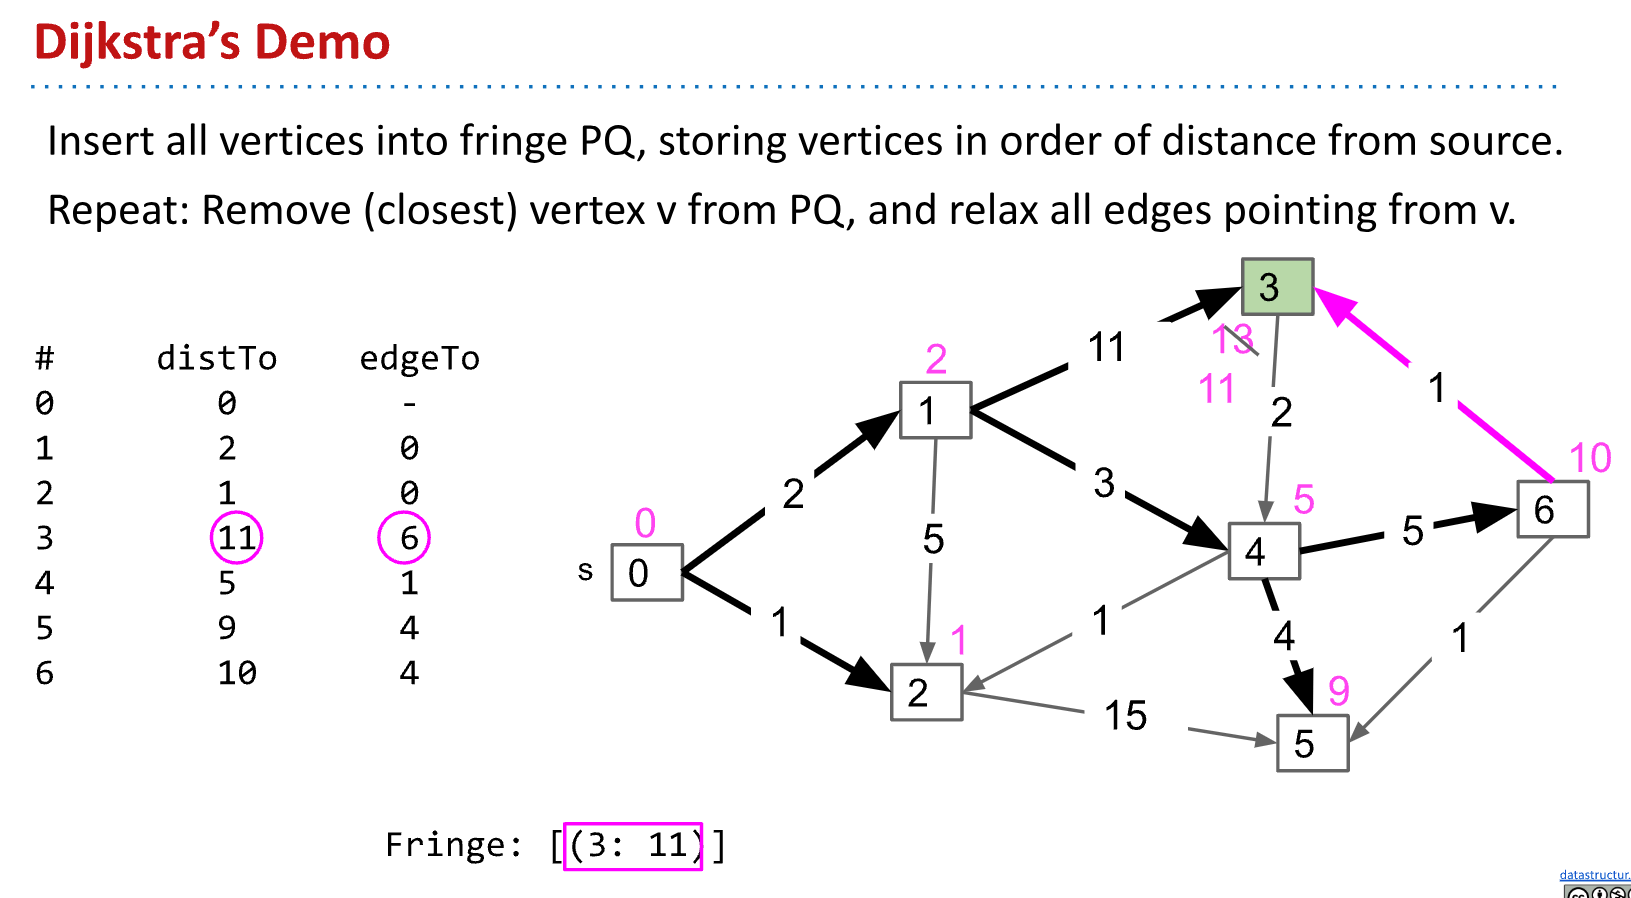 Dijkstra's Demo
Insert all vertices into fringe PQ, storing vertices in order of distance from source.
Repeat: Remove (closest) vertex v from PQ, and relax all edges pointing from v.
# distTo edgeTo
0 0 -
1 2 0
2 1 0
3 11 6
4 5 1
5 9 4
6 10 4
3
13
11
11
2
1
2
1
10
6
3
5
4
5
2
0
s 0
5
1
1
1
4
1
2
15
9
5
Fringe: [(3: 11)]
datastructur.